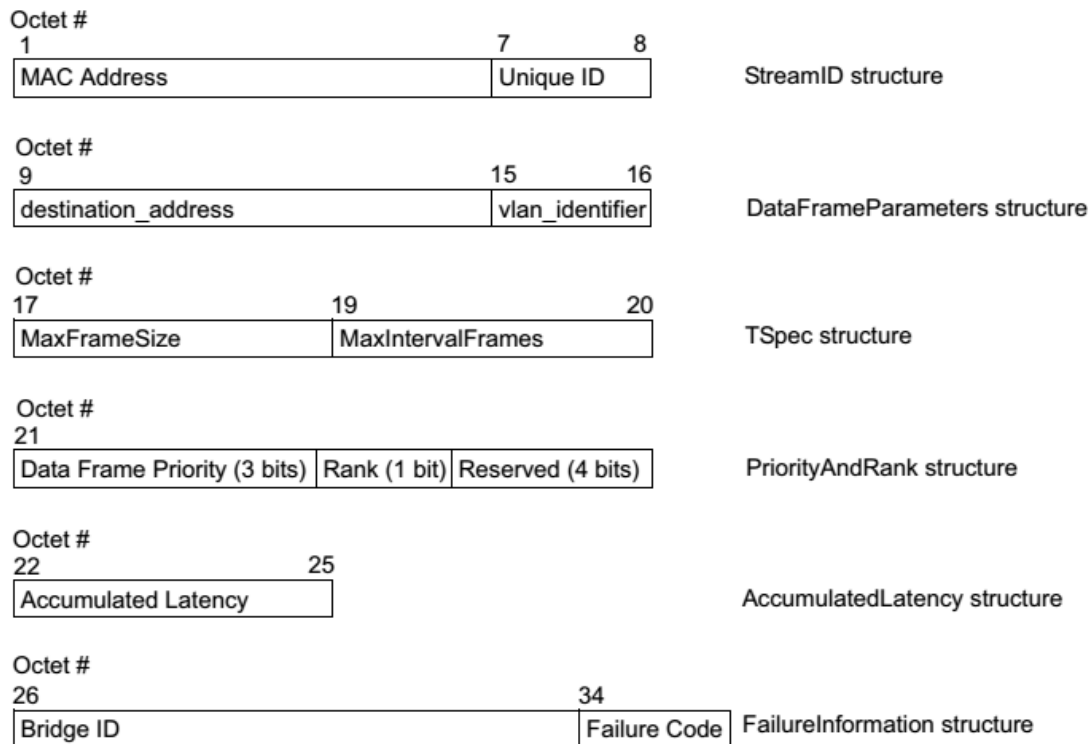 Octet #
1 7 8
MAC Address Unique ID StreamID structure
Octet #
9 15 16
destination_address vlan_identifier DataFrameParameters structure
Octet #
17 19 20
MaxFrameSize MaxIntervalFrames TSpec structure
Octet #
21
Data Frame Priority (3 bits) Rank (1 bit) Reserved (4 bits) PriorityAndRank structure
Octet #
22 25
Accumulated Latency AccumulatedLatency structure
Octet #
26 34
Bridge ID Failure Code FailureInformation structure